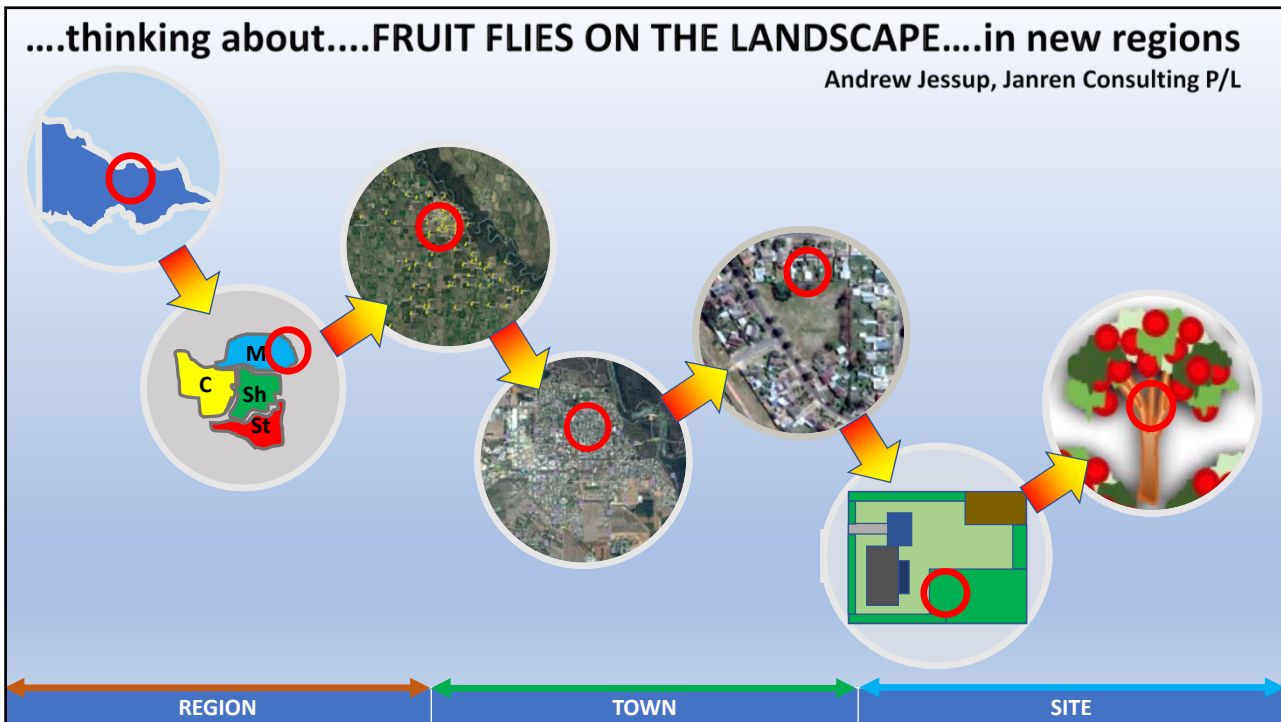 ....thinking about....FRUIT FLIES ON THE LANDSCAPE....in new regions
Andrew Jessup, Janren Consulting P/L
M
C
Sh
St
REGION
TOWN
SITE